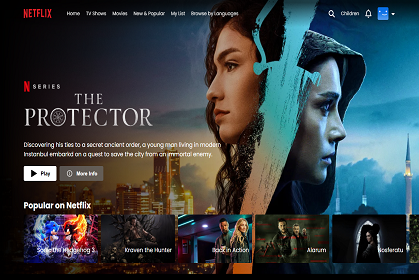 NETFLIX
Home TV Shows Movies New & Popular My List Browse by Languages Children
N SERIES
THE
PROTECTOR
Discovering his ties to a secret ancient order, a young man living in modern
Instanbul embarkd on a quest to save the city from an immortal enemy.
Play More Info
Popular on Netflix
Sonic the Hedgehog 3 Kraven the Hunter Back in Action Alarum Nosferatu